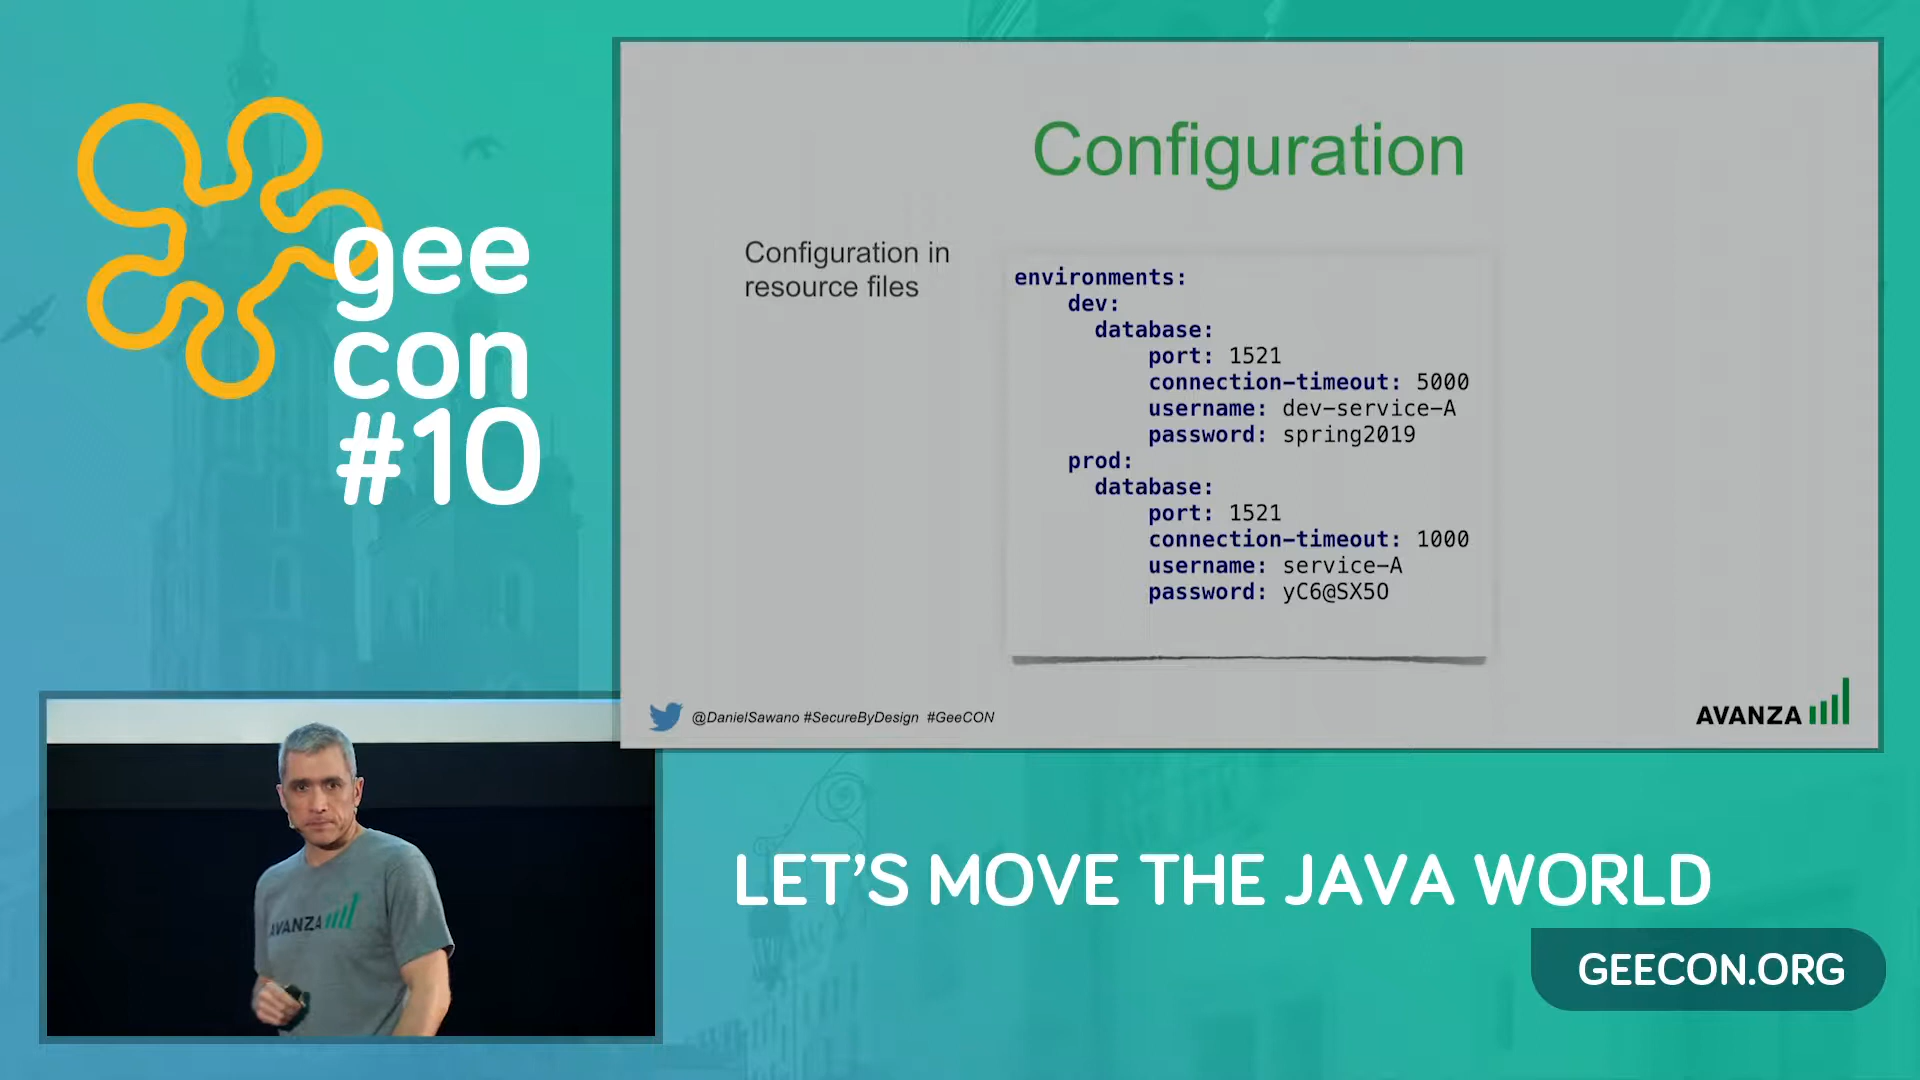 gee
con
#10
Configuration
Configuration in
resource files
environments:
dev:
database:
port: 1521
connection-timeout: 5000
username: dev-service-A
password: spring2019
prod:
database:
port: 1521
connection-timeout: 1000
username: service-A
password: yC6@SX5O
@DanielSawano #SecureByDesign #GeeCON
AVANZA
AVANZA
LET'S MOVE THE JAVA WORLD
GEECON.ORG